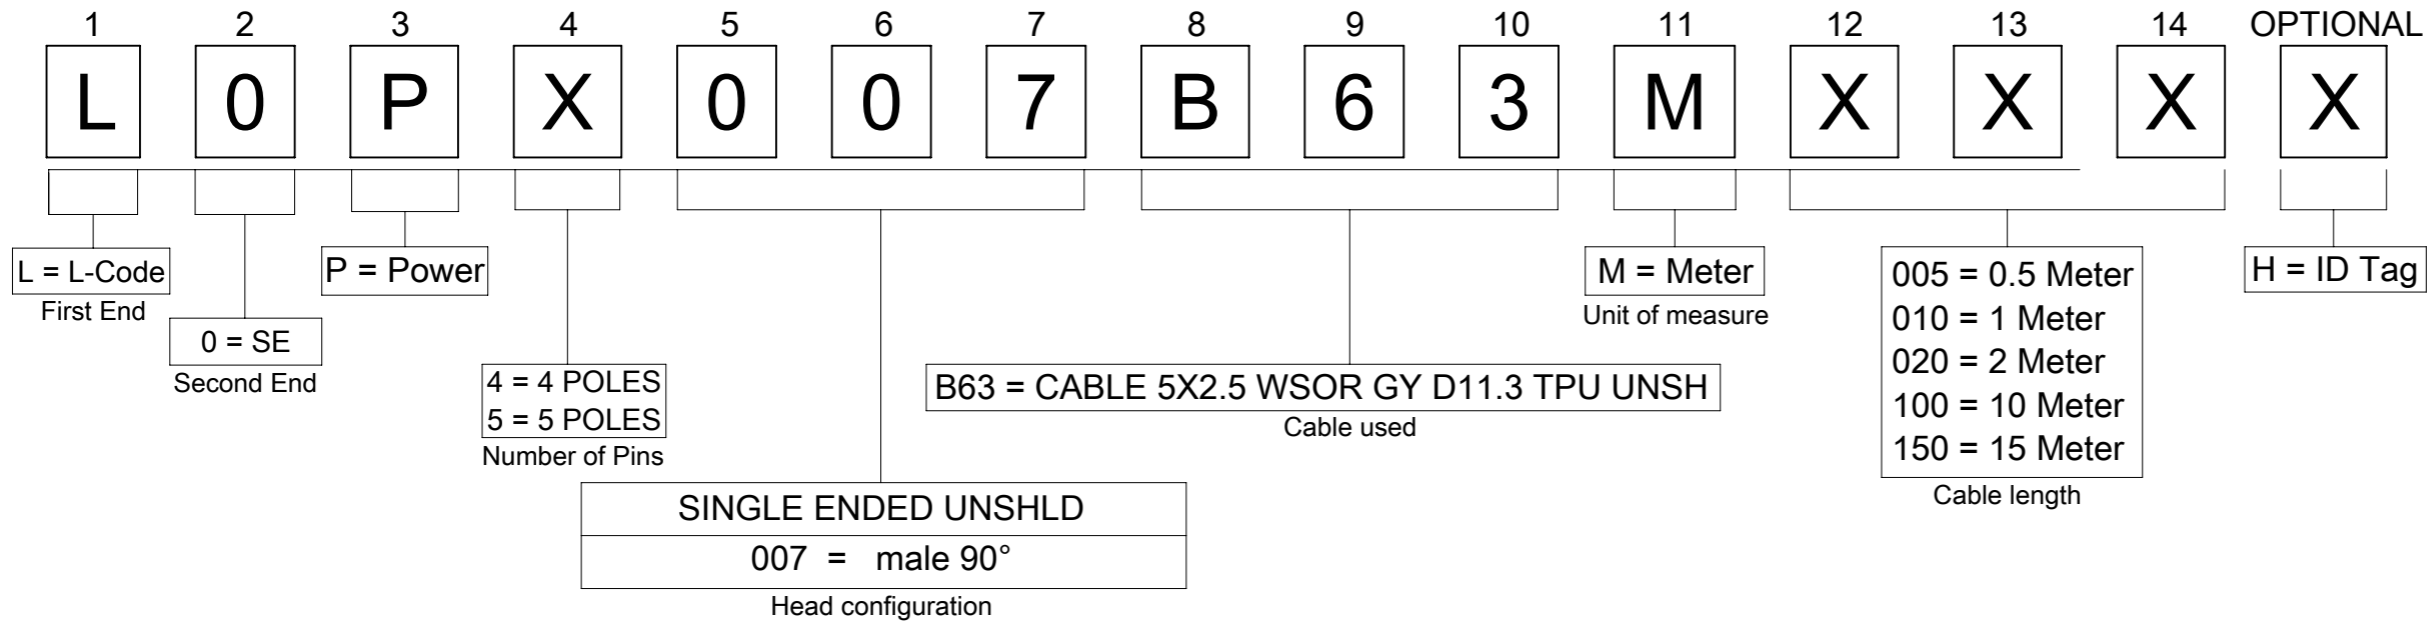 1 2 3 4 5 6 7 8 9 10 11 12 13 14 OPTIONAL
L 0 P X 0 0 7 B 6 3 M X X X X
L = L-Code
First End
0 = SE
Second End
P = Power
4 = 4 POLES
5 = 5 POLES
Number of Pins
SINGLE ENDED UNSHLD
007 = male 90°
Head configuration
B63 = CABLE 5X2.5 WSOR GY D11.3 TPU UNSH
Cable used
M = Meter
Unit of measure
005 = 0.5 Meter
010 = 1 Meter
020 = 2 Meter
100 = 10 Meter
150 = 15 Meter
Cable length
H = ID Tag